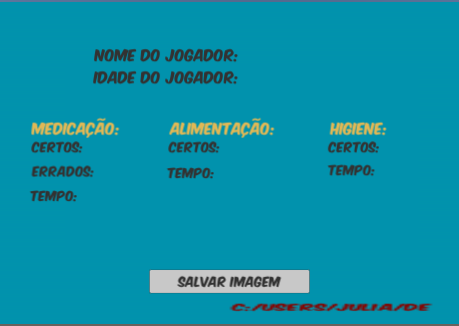 NOME DO JOGADOR:
IDADE DO JOGADOR:
MEDICAÇÃO:
CERTOS:
ERRADOS:
TEMPO:
ALIMENTAÇÃO:
CERTOS:
TEMPO:
HIGIENE:
CERTOS:
TEMPO:
SALVAR IMAGEM
C:/USERS/JULIA/DE